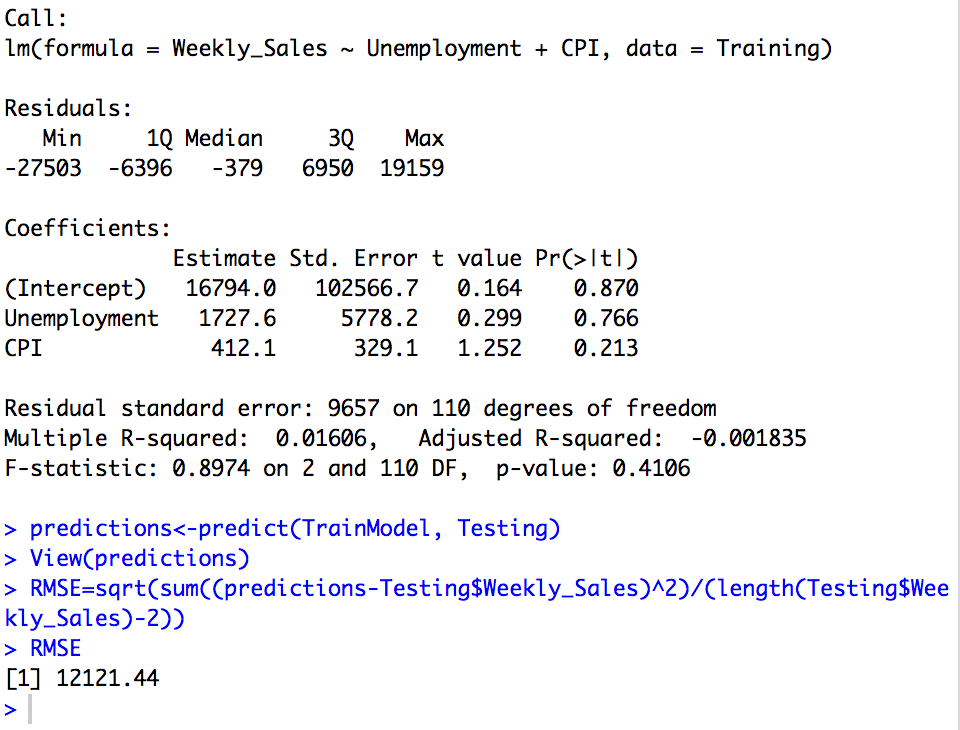 Call:
lm(formula = Weekly_Sales ~ Unemployment + CPI, data = Training)
Residuals:
   Min     1Q Median     3Q    Max
-27503  -6396   -379   6950  19159
Coefficients:
             Estimate Std. Error t value Pr(>|t|)
(Intercept)   16794.0   102566.7   0.164    0.870
Unemployment   1727.6     5778.2   0.299    0.766
CPI             412.1      329.1   1.252    0.213
Residual standard error: 9657 on 110 degrees of freedom
Multiple R-squared:  0.01606,   Adjusted R-squared:  -0.001835
F-statistic: 0.8974 on 2 and 110 DF,  p-value: 0.4106
> predictions<-predict(TrainModel, Testing)
> View(predictions)
> RMSE=sqrt(sum((predictions-Testing$Weekly_Sales)^2)/(length(Testing$Wee
kly_Sales)-2))
> RMSE
[1] 12121.44
>